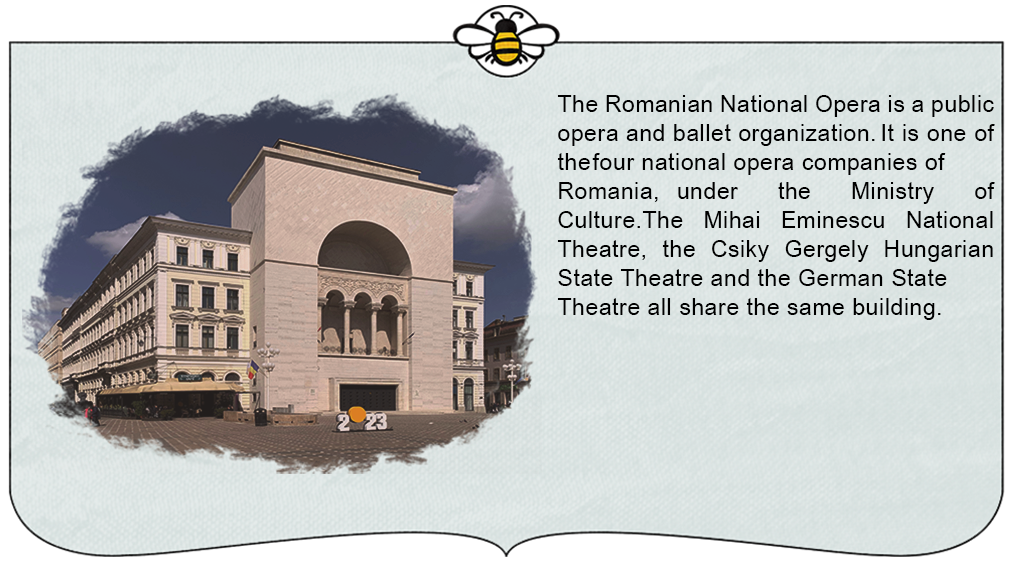 The Romanian National Opera is a public
opera and ballet organization. It is one of
thefour national opera companies of
Romania, under the Ministry of
Culture.The Mihai Eminescu National
Theatre, the Csiky Gergely Hungarian
State Theatre and the German State
Theatre all share the same building.
2 23